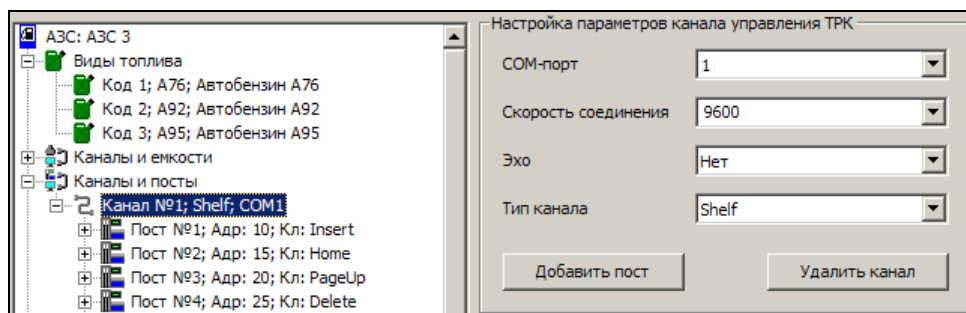 АЗС: АЗС 3
Виды топлива
Код 1; А76; Автобензин А76
Код 2; А92; Автобензин А92
Код 3; А95; Автобензин А95
Каналы и емкости
Каналы и посты
Канал №1; Shelf; COM1
Пост №1; Адр: 10; Кл: Insert
Пост №2; Адр: 15; Кл: Home
Пост №3; Адр: 20; Кл: PageUp
Пост №4; Адр: 25; Кл: Delete
Настройка параметров канала управления ТРК
COM-порт 1
Скорость соединения 9600
Эхо Нет
Тип канала Shelf
Добавить пост Удалить канал